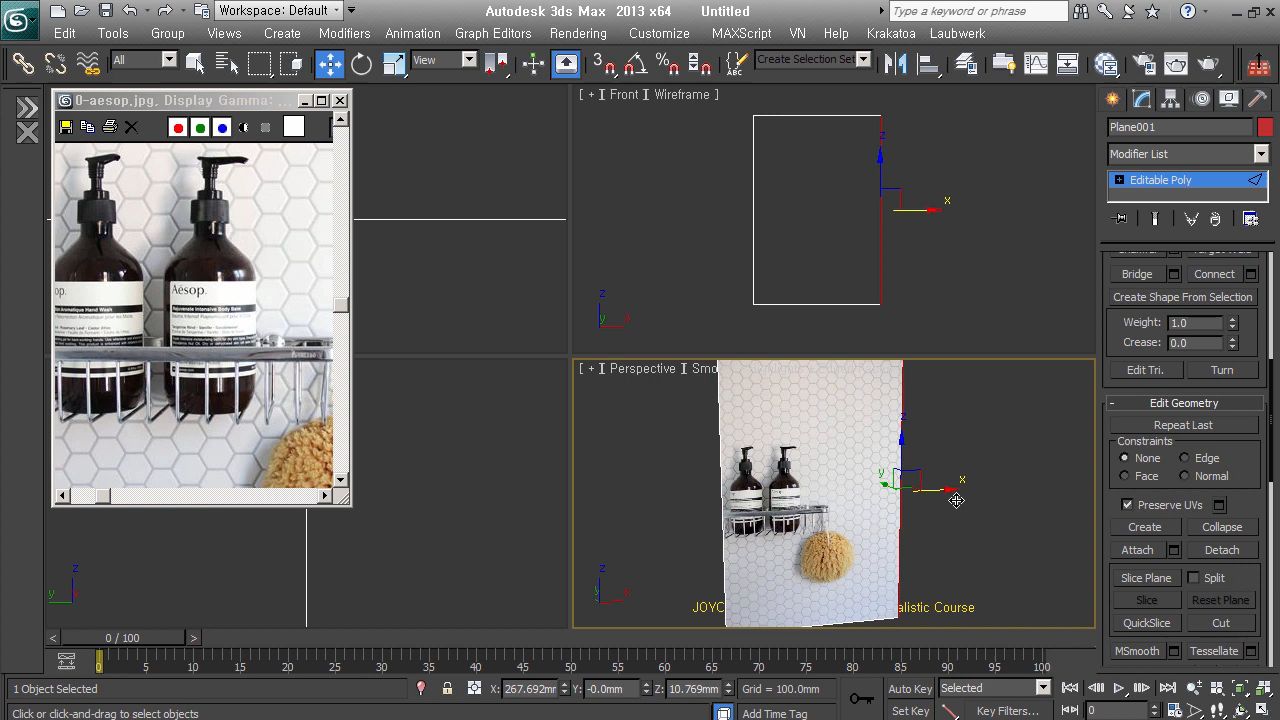 Workspace: Default
Autodesk 3ds Max  2013 x64    Untitled
Type a keyword or phrase
Edit Tools Group Views Create Modifiers Animation Graph Editors Rendering Customize MAXScript VN Help Krakatoa Laubwerk
All
View
3
Create Selection Set
0-aesop.jpg, Display Gamma: ...
op.
Aēsop.
[ + ] Front ] Wireframe ]
z
x
z
y
x
[ + ] Perspective ] Smo
z
y
x
z
JOYC
alistic Course
z
y
Plane001
Modifier List
Editable Poly
Bridge
Connect
Create Shape From Selection
Weight: 1.0
Crease: 0.0
Edit Tri.
Turn
- Edit Geometry
Repeat Last
Constraints
None
Edge
Face
Normal
Preserve UVs
Create
Collapse
Attach
Detach
Slice Plane
Split
Slice
Reset Plane
QuickSlice
Cut
MSmooth
Tessellate
< 0 / 100 >
0 5 10 15 20 25 30 35 40 45 50 55 60 65 70 75 80 85 90 95 100
1 Object Selected
X: 267.692mm
Y: -0.0mm
Z: 10.769mm
Grid = 100.0mm
Auto Key
Selected
Click or click-and-drag to select objects
Add Time Tag
Set Key
Key Filters...
0